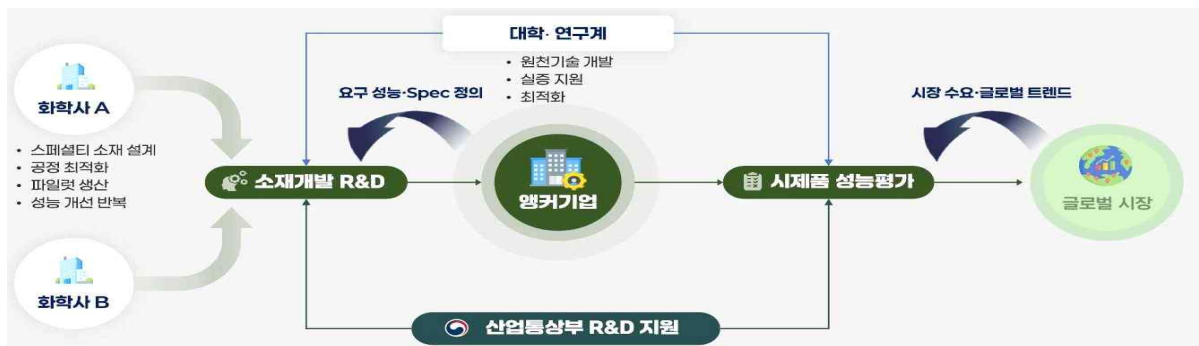 대학· 연구계
• 원천기술 개발
• 실증 지원
• 최적화
화학사 A
• 스페셜티 소재 설계
• 공정 최적화
• 파일럿 생산
• 성능 개선 반복
화학사 B
요구 성능·Spec 정의
소재개발 R&D
앵커기업
시제품 성능평가
시장 수요·글로벌 트렌드
글로벌 시장
산업통상부 R&D 지원